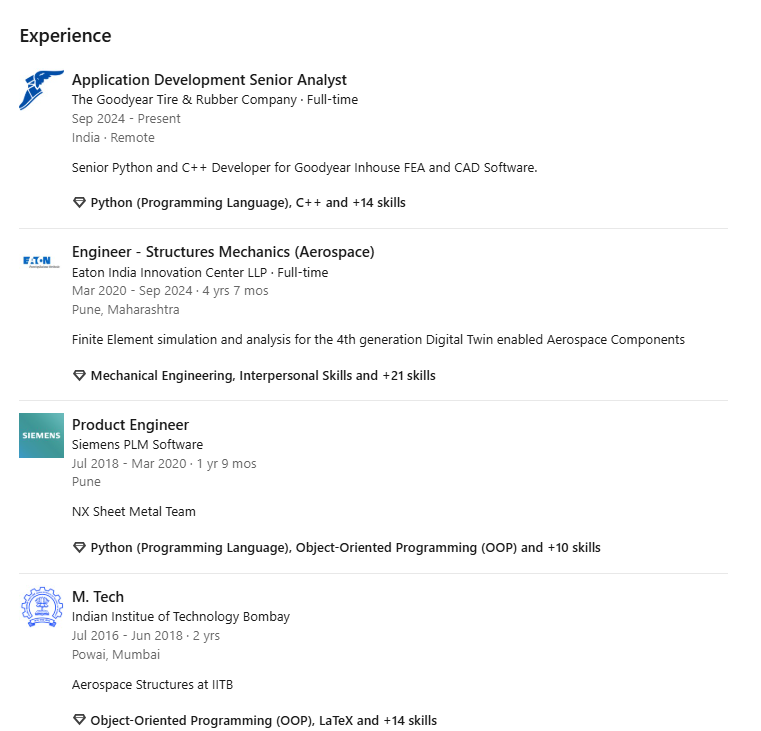 Experience
Application Development Senior Analyst
The Goodyear Tire & Rubber Company · Full-time
Sep 2024 - Present
India · Remote
Senior Python and C++ Developer for Goodyear Inhouse FEA and CAD Software.
Python (Programming Language), C++ and +14 skills
EATON
Engineer - Structures Mechanics (Aerospace)
Eaton India Innovation Center LLP · Full-time
Mar 2020 - Sep 2024 · 4 yrs 7 mos
Pune, Maharashtra
Finite Element simulation and analysis for the 4th generation Digital Twin enabled Aerospace Components
Mechanical Engineering, Interpersonal Skills and +21 skills
SIEMENS
Product Engineer
Siemens PLM Software
Jul 2018 - Mar 2020 · 1 yr 9 mos
Pune
NX Sheet Metal Team
Python (Programming Language), Object-Oriented Programming (OOP) and +10 skills
M. Tech
Indian Institue of Technology Bombay
Jul 2016 - Jun 2018 · 2 yrs
Powai, Mumbai
Aerospace Structures at IITB
Object-Oriented Programming (OOP), LaTeX and +14 skills